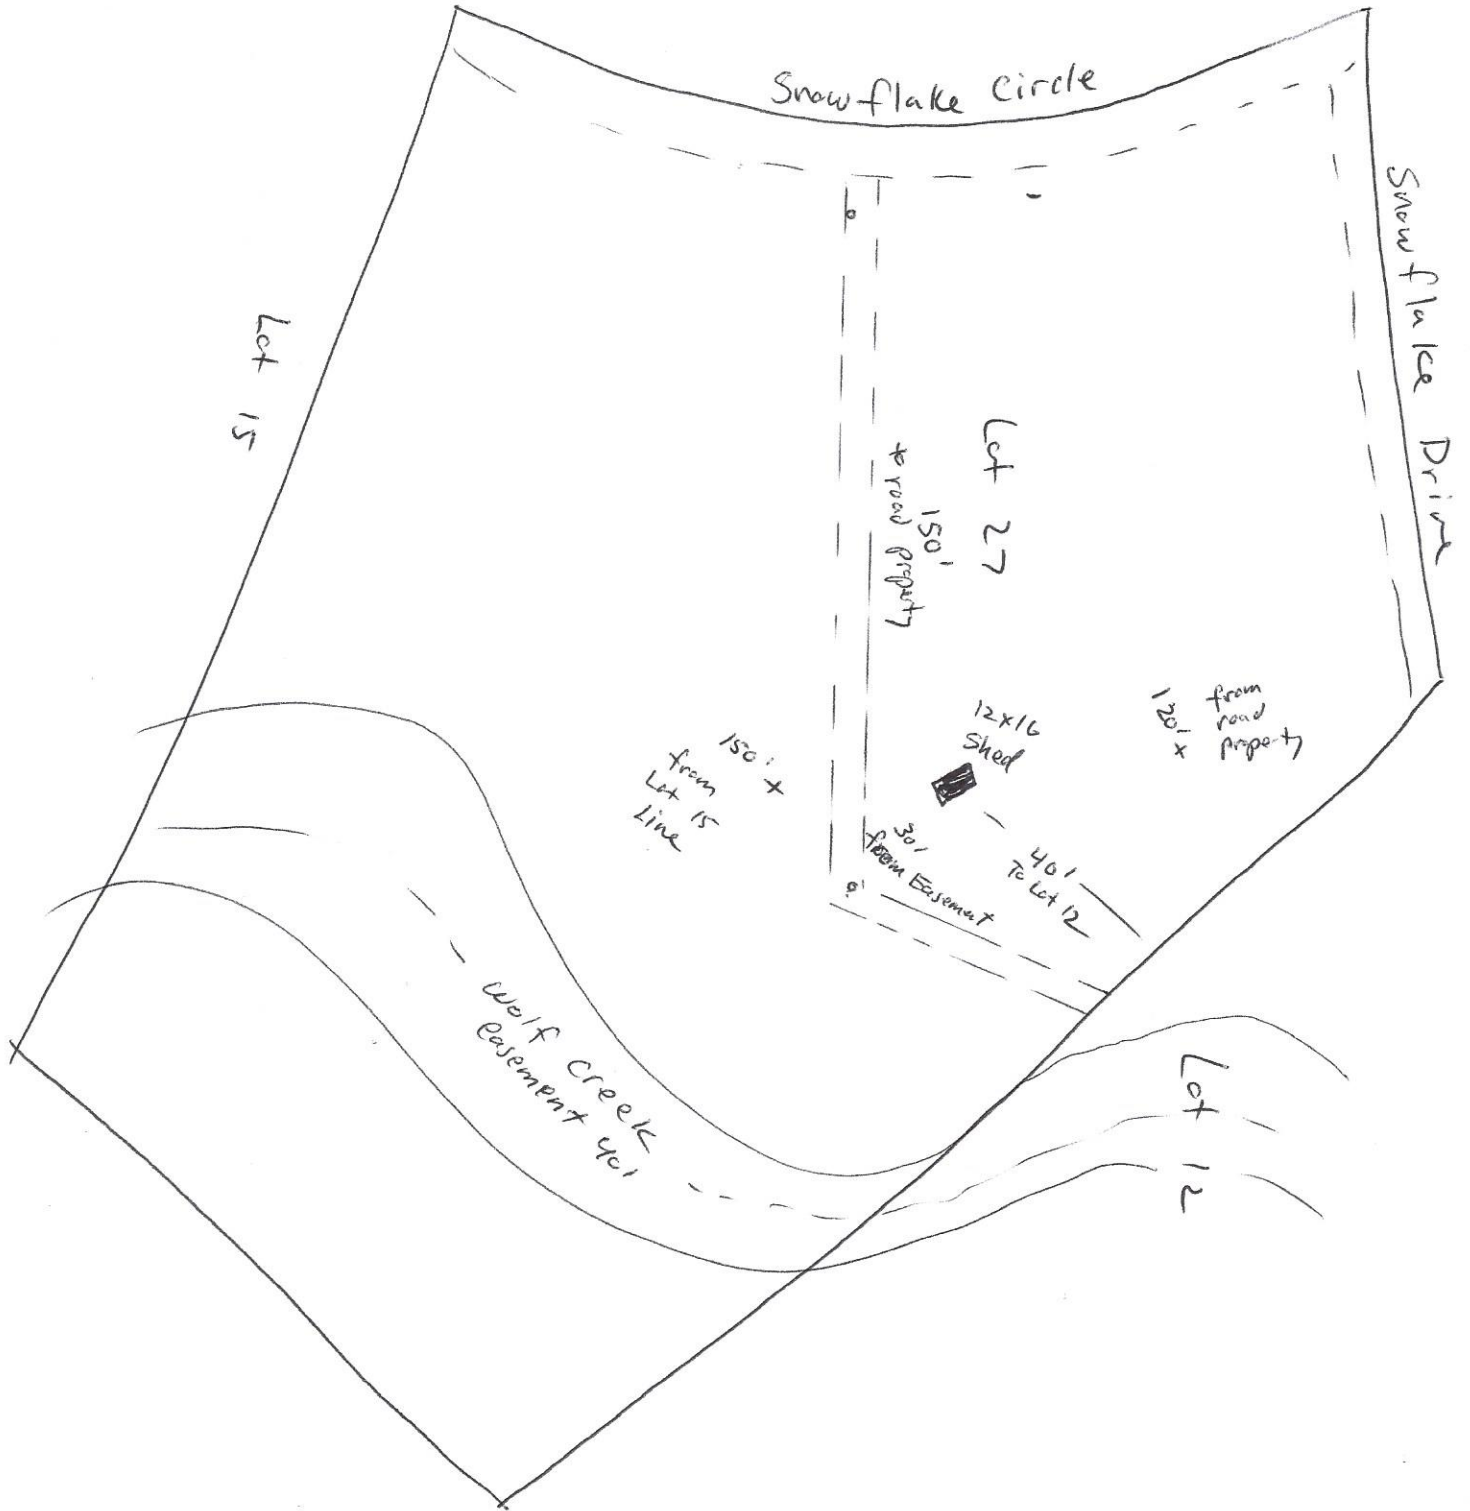 Snowflake Circle
Snowflake Drive
Lot 15
Lot 27
150'
to road property
12x16
Shed
120'
x
from
road
property
150'
x
from
Lot 15
Line
30'
from Easement
40'
To Lot 12
Wolf Creek
easement 40'
Lot 12